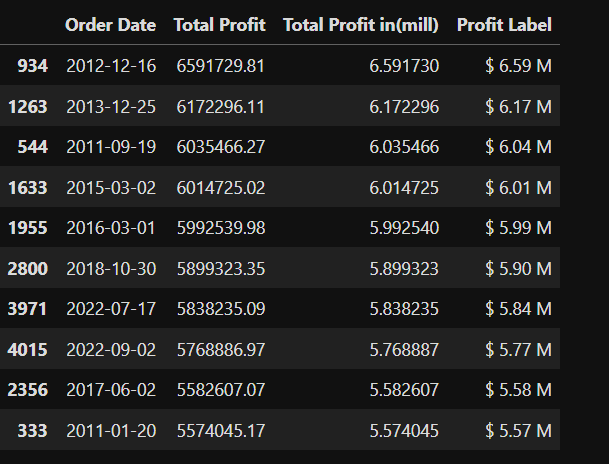 Order Date Total Profit Total Profit in(mill) Profit Label
934 2012-12-16 6591729.81 6.591730 $ 6.59 M
1263 2013-12-25 6172296.11 6.172296 $ 6.17 M
544 2011-09-19 6035466.27 6.035466 $ 6.04 M
1633 2015-03-02 6014725.02 6.014725 $ 6.01 M
1955 2016-03-01 5992539.98 5.992540 $ 5.99 M
2800 2018-10-30 5899323.35 5.899323 $ 5.90 M
3971 2022-07-17 5838235.09 5.838235 $ 5.84 M
4015 2022-09-02 5768886.97 5.768887 $ 5.77 M
2356 2017-06-02 5582607.07 5.582607 $ 5.58 M
333 2011-01-20 5574045.17 5.574045 $ 5.57 M